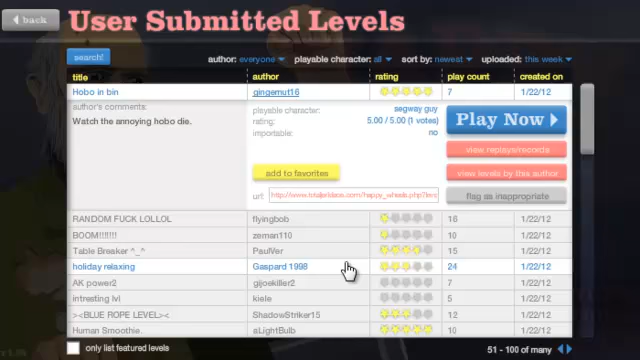 back
User Submitted Levels
search!
author: everyone playable character: all sort by: newest uploaded: this week
title author rating play count created on
Hobo in bin gingernut16 7 1/22/12
author's comments:
Watch the annoying hobo die.
playable character: segway guy
rating: 5.00 / 5.00 (1 votes)
importable: no
Play Now
view replays/records
add to favorites
view levels by this author
url:
flag as inappropriate
RANDOM FUCK LOLLOL flyingbob 18 1/22/12
BOOM!!!!!!! zeman110 10 1/22/12
Table Breaker ^_^ PaulVer 15 1/22/12
holiday relaxing Gaspard 1998 24 1/22/12
AK power2 gijoekiller2 7 1/22/12
intresting lvl kiele 5 1/22/12
><BLUE ROPE LEVEL>< ShadowStriker15 12 1/22/12
Human Smoothie. aLightBulb 10 1/22/12
only list featured levels
51 - 100 of many